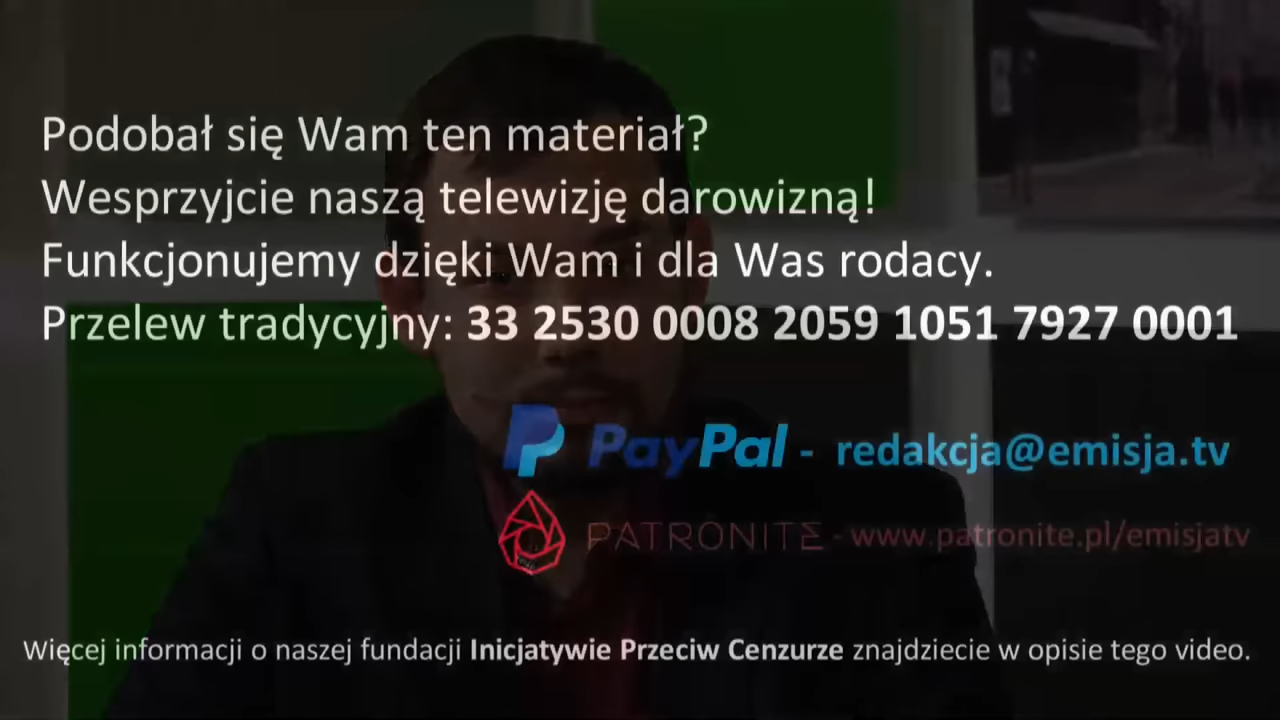 Podobał się Wam ten materiał?
Wesprzyjcie naszą telewizję darowizną!
Funkcjonujemy dzięki Wam i dla Was rodacy.
Przelew tradycyjny: 33 2530 0008 2059 1051 7927 0001
PayPal - redakcja@emisja.tv
PATRONITE - www.patronite.pl/emisjatv
Więcej informacji o naszej fundacji Inicjatywie Przeciw Cenzurze znajdziecie w opisie tego video.